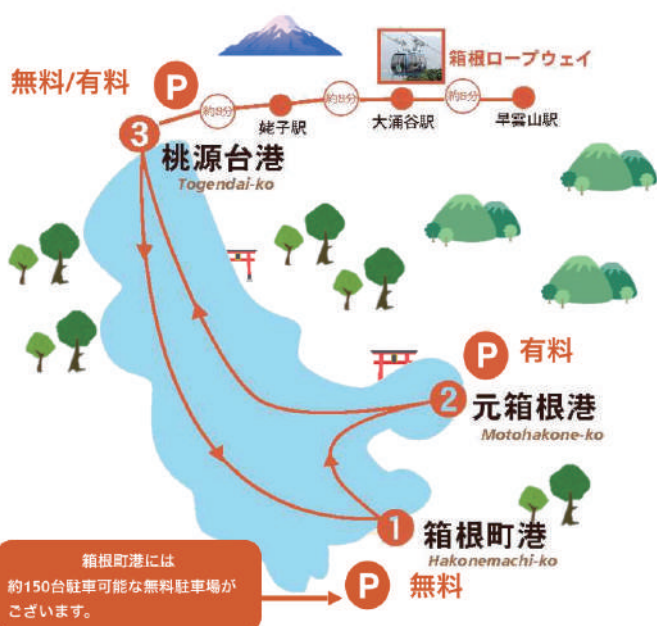 箱根ロープウェイ
無料/有料
P
約8分
約8分
約8分
姥子駅
大涌谷駅
早雲山駅
3
桃源台港
Togendai-ko
P
有料
2
元箱根港
Motohakone-ko
1
箱根町港
Hakonemachi-ko
箱根町港には
約150台駐車可能な無料駐車場が
ございます。
P
無料